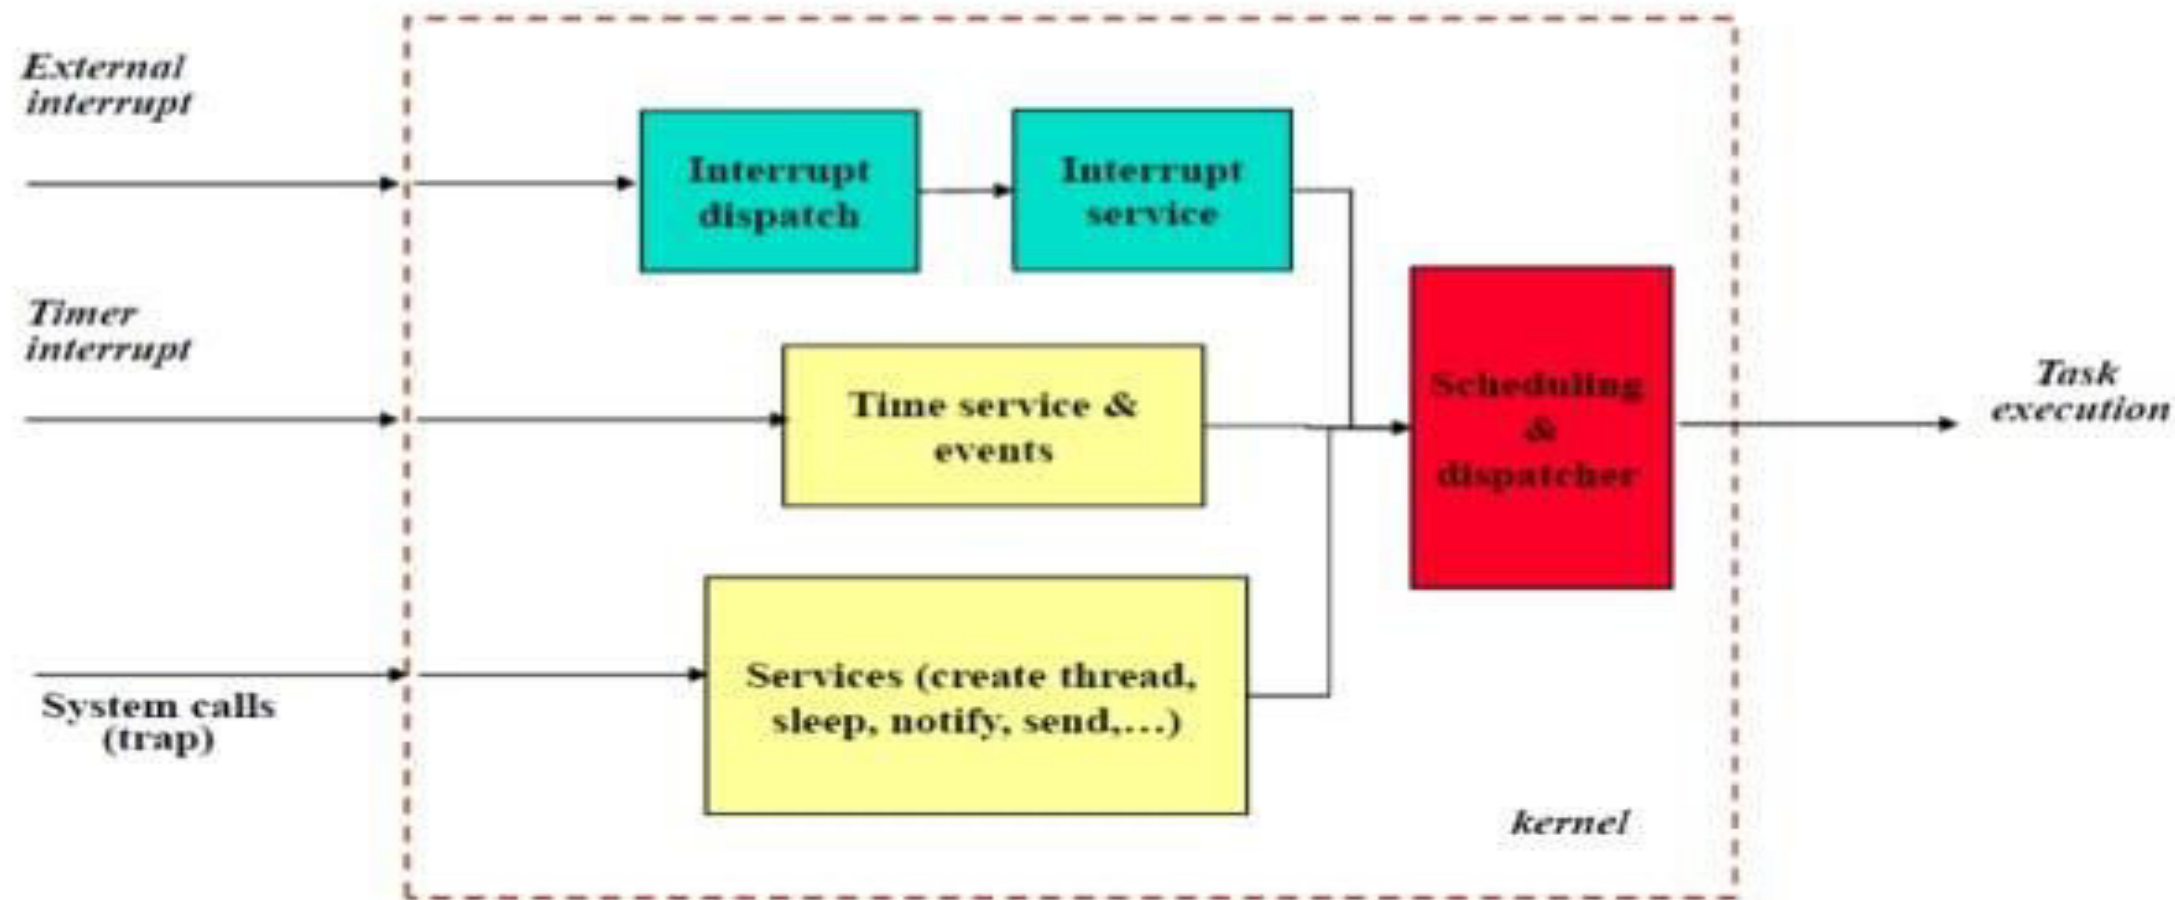 External
interrupt
Interrupt
dispatch
Interrupt
service
Timer
interrupt
Time service &
events
Scheduling
&
dispatcher
Task
execution
System calls
(trap)
Services (create thread,
sleep, notify, send,...)
kernel